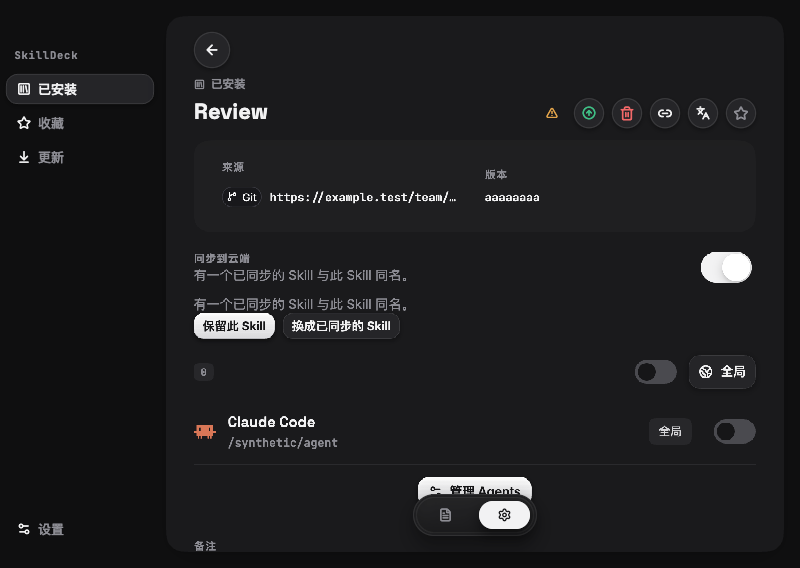 SkillDeck
已安装
收藏
更新
设置
已安装
Review
来源
版本
Git https://example.test/team/…
aaaaaaaa
同步到云端
有一个已同步的 Skill 与此 Skill 同名。
有一个已同步的 Skill 与此 Skill 同名。
保留此 Skill 换成已同步的 Skill
0
全局
Claude Code
/synthetic/agent
全局
管理 Agents
备注